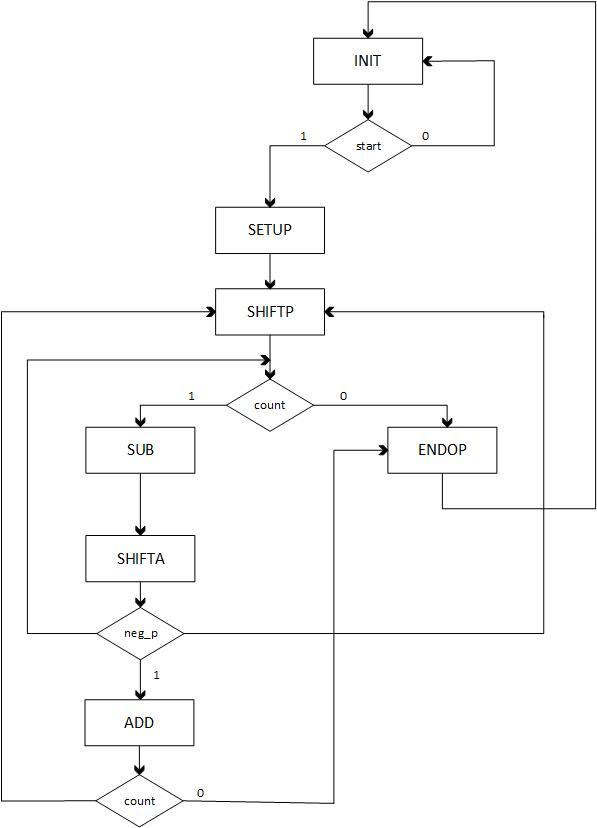 INIT
1
start
0
SETUP
SHIFTP
1
count
0
SUB
ENDOP
SHIFTA
neg_p
1
ADD
count
0